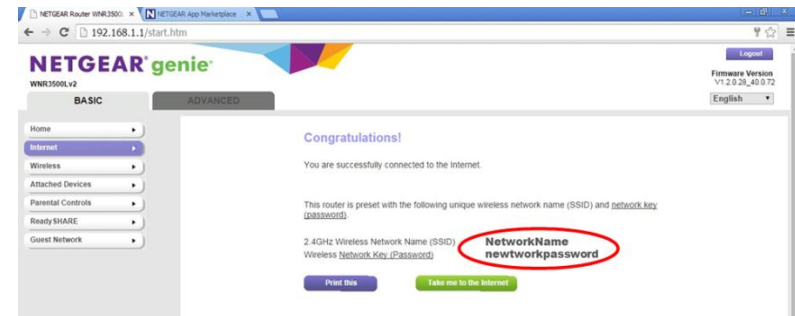 NETGEAR Router WNR3500L
NETGEAR App Marketplace
192.168.1.1/start.htm
NETGEAR® genie®
WNR3500Lv2
Logout
Firmware Version
V1.2.0.28_40.0.72
BASIC
ADVANCED
English
Home
Internet
Wireless
Attached Devices
Parental Controls
ReadySHARE
Guest Network
Congratulations!
You are successfully connected to the Internet.
This router is preset with the following unique wireless network name (SSID) and network key
(password).
2.4GHz Wireless Network Name (SSID) NetworkName
Wireless Network Key (Password) newtworkpassword
Print this
Take me to the Internet